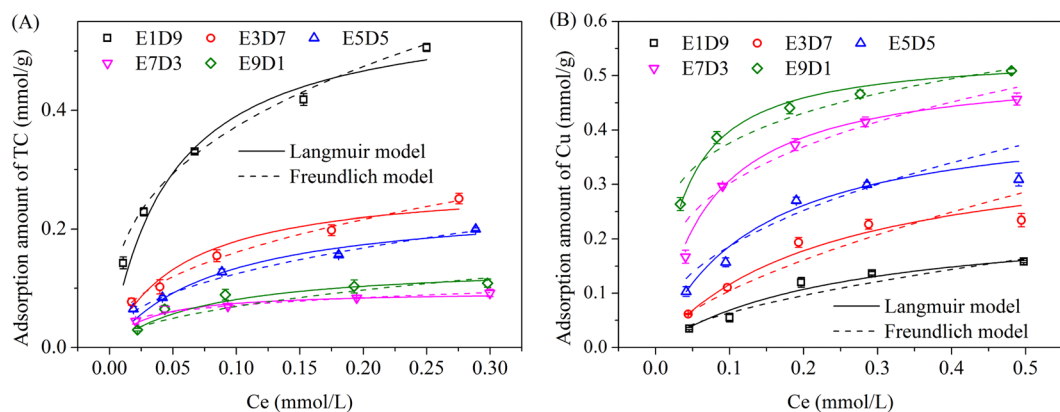 (A)
E1D9 E3D7 E5D5
E7D3 E9D1
Adsorption amount of TC (mmol/g)
0.4
0.2
0.0
Langmuir model
Freundlich model
0.00 0.05 0.10 0.15 0.20 0.25 0.30
Ce (mmol/L)
(B)
E1D9 E3D7 E5D5
E7D3 E9D1
Adsorption amount of Cu (mmol/g)
0.6
0.5
0.4
0.3
0.2
0.1
0.0
Langmuir model
Freundlich model
0.0 0.1 0.2 0.3 0.4 0.5
Ce (mmol/L)